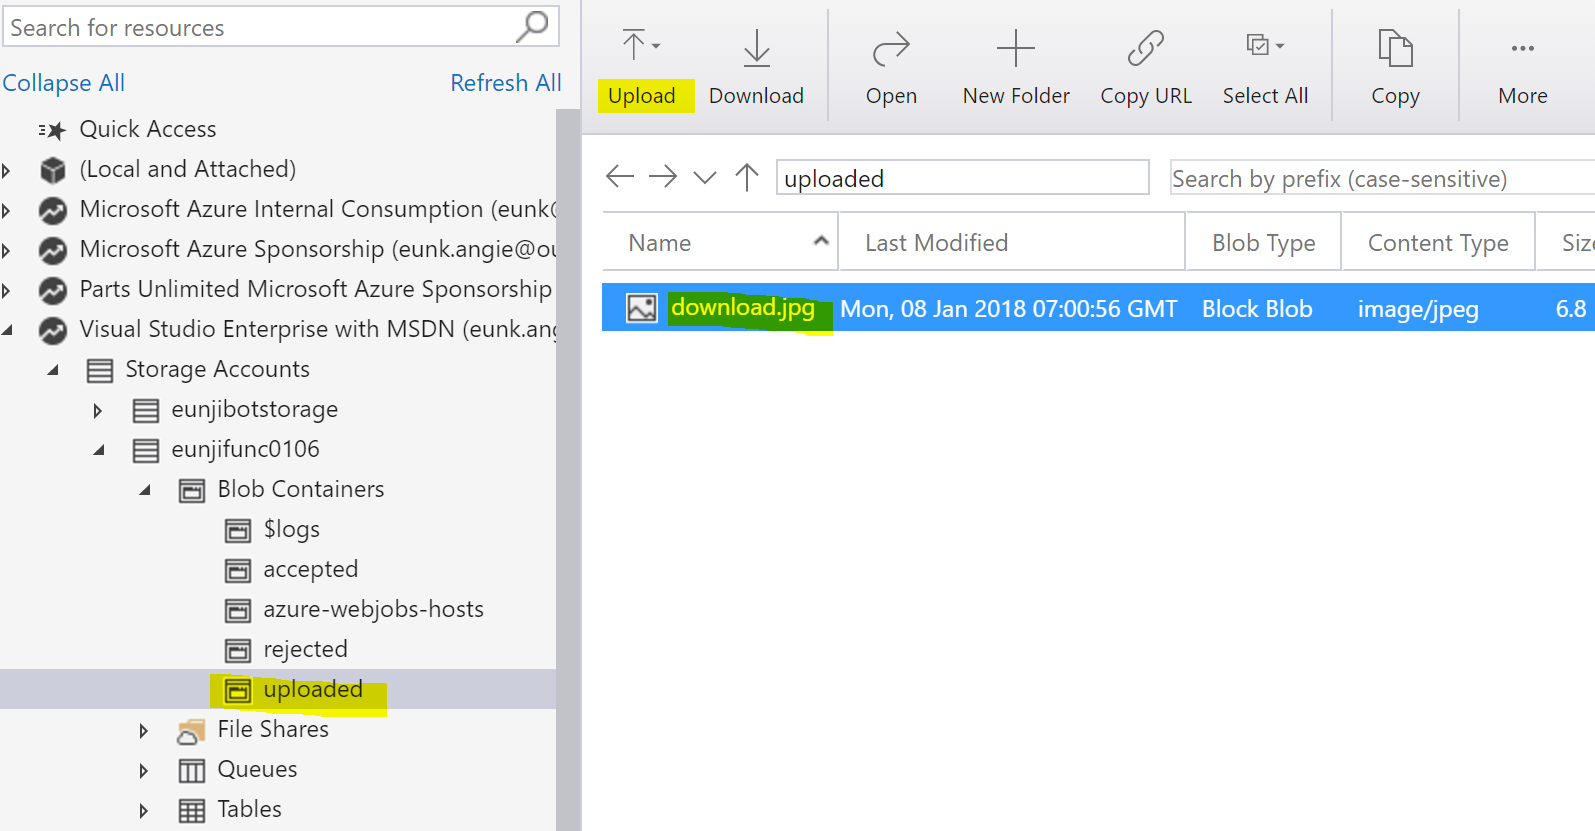 Search for resources
Collapse All
Refresh All
Quick Access
(Local and Attached)
Microsoft Azure Internal Consumption (eunk@
Microsoft Azure Sponsorship (eunk.angie@ou
Parts Unlimited Microsoft Azure Sponsorship
Visual Studio Enterprise with MSDN (eunk.ang
Storage Accounts
eunjibotstorage
eunjifunc0106
Blob Containers
$logs
accepted
azure-webjobs-hosts
rejected
uploaded
File Shares
Queues
Tables
Upload
Download
Open
New Folder
Copy URL
Select All
Copy
More
uploaded
Search by prefix (case-sensitive)
Name
Last Modified
Blob Type
Content Type
Size
download.jpg
Mon, 08 Jan 2018 07:00:56 GMT
Block Blob
image/jpeg
6.8